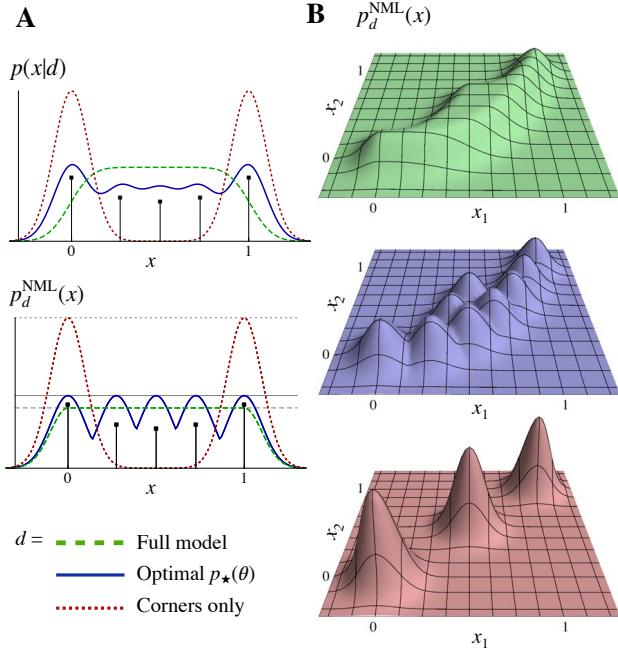 A
p(x|d)
0 1
x
p_d^NML(x)
0 1
x
d =
Full model
Optimal p⋆(θ)
Corners only
B
p_d^NML(x)
1
x₂
0
0 1
x₁
1
x₂
0
0 1
x₁
1
x₂
0
0 1
x₁